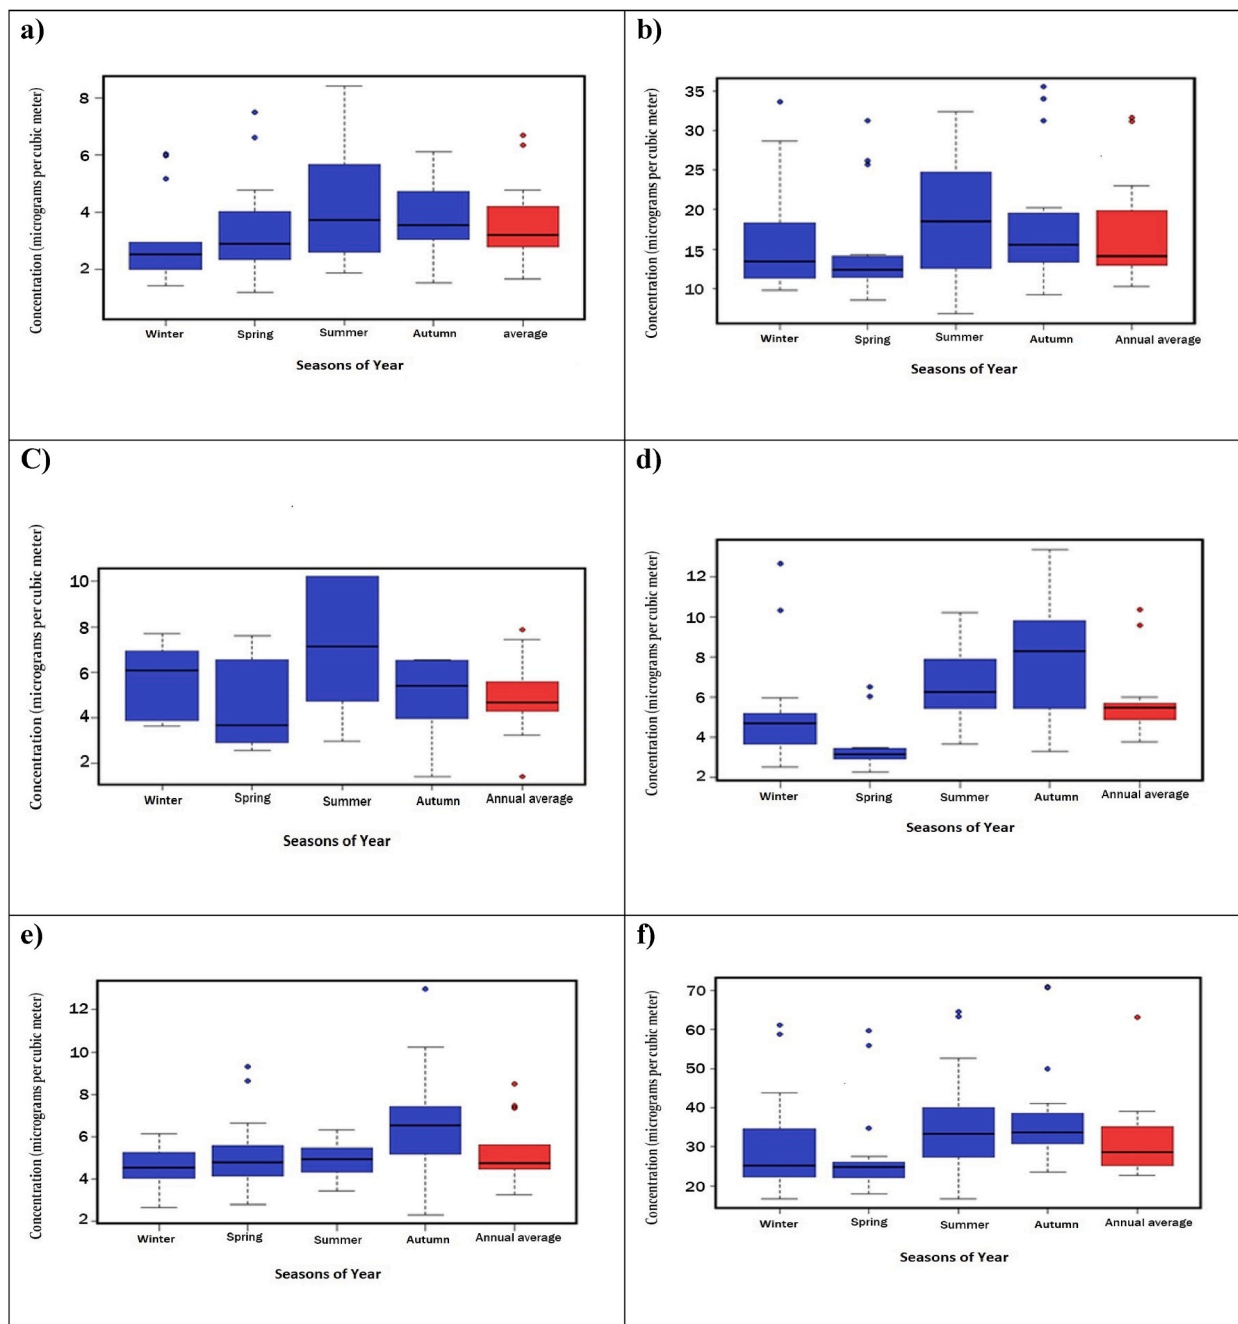 a)
Concentration (micrograms per cubic meter)
8
6
4
2
Winter Spring Summer Autumn average
Seasons of Year
b)
Concentration (micrograms per cubic meter)
35
30
25
20
15
10
Winter Spring Summer Autumn Annual average
Seasons of Year
C)
Concentration (micrograms per cubic meter)
10
8
6
4
2
Winter Spring Summer Autumn Annual average
Seasons of Year
d)
Concentration (micrograms per cubic meter)
12
10
8
6
4
2
Winter Spring Summer Autumn Annual average
Seasons of Year
e)
Concentration (micrograms per cubic meter)
12
10
8
6
4
2
Winter Spring Summer Autumn Annual average
Seasons of Year
f)
Concentration (micrograms per cubic meter)
70
60
50
40
30
20
Winter Spring Summer Autumn Annual average
Seasons of Year